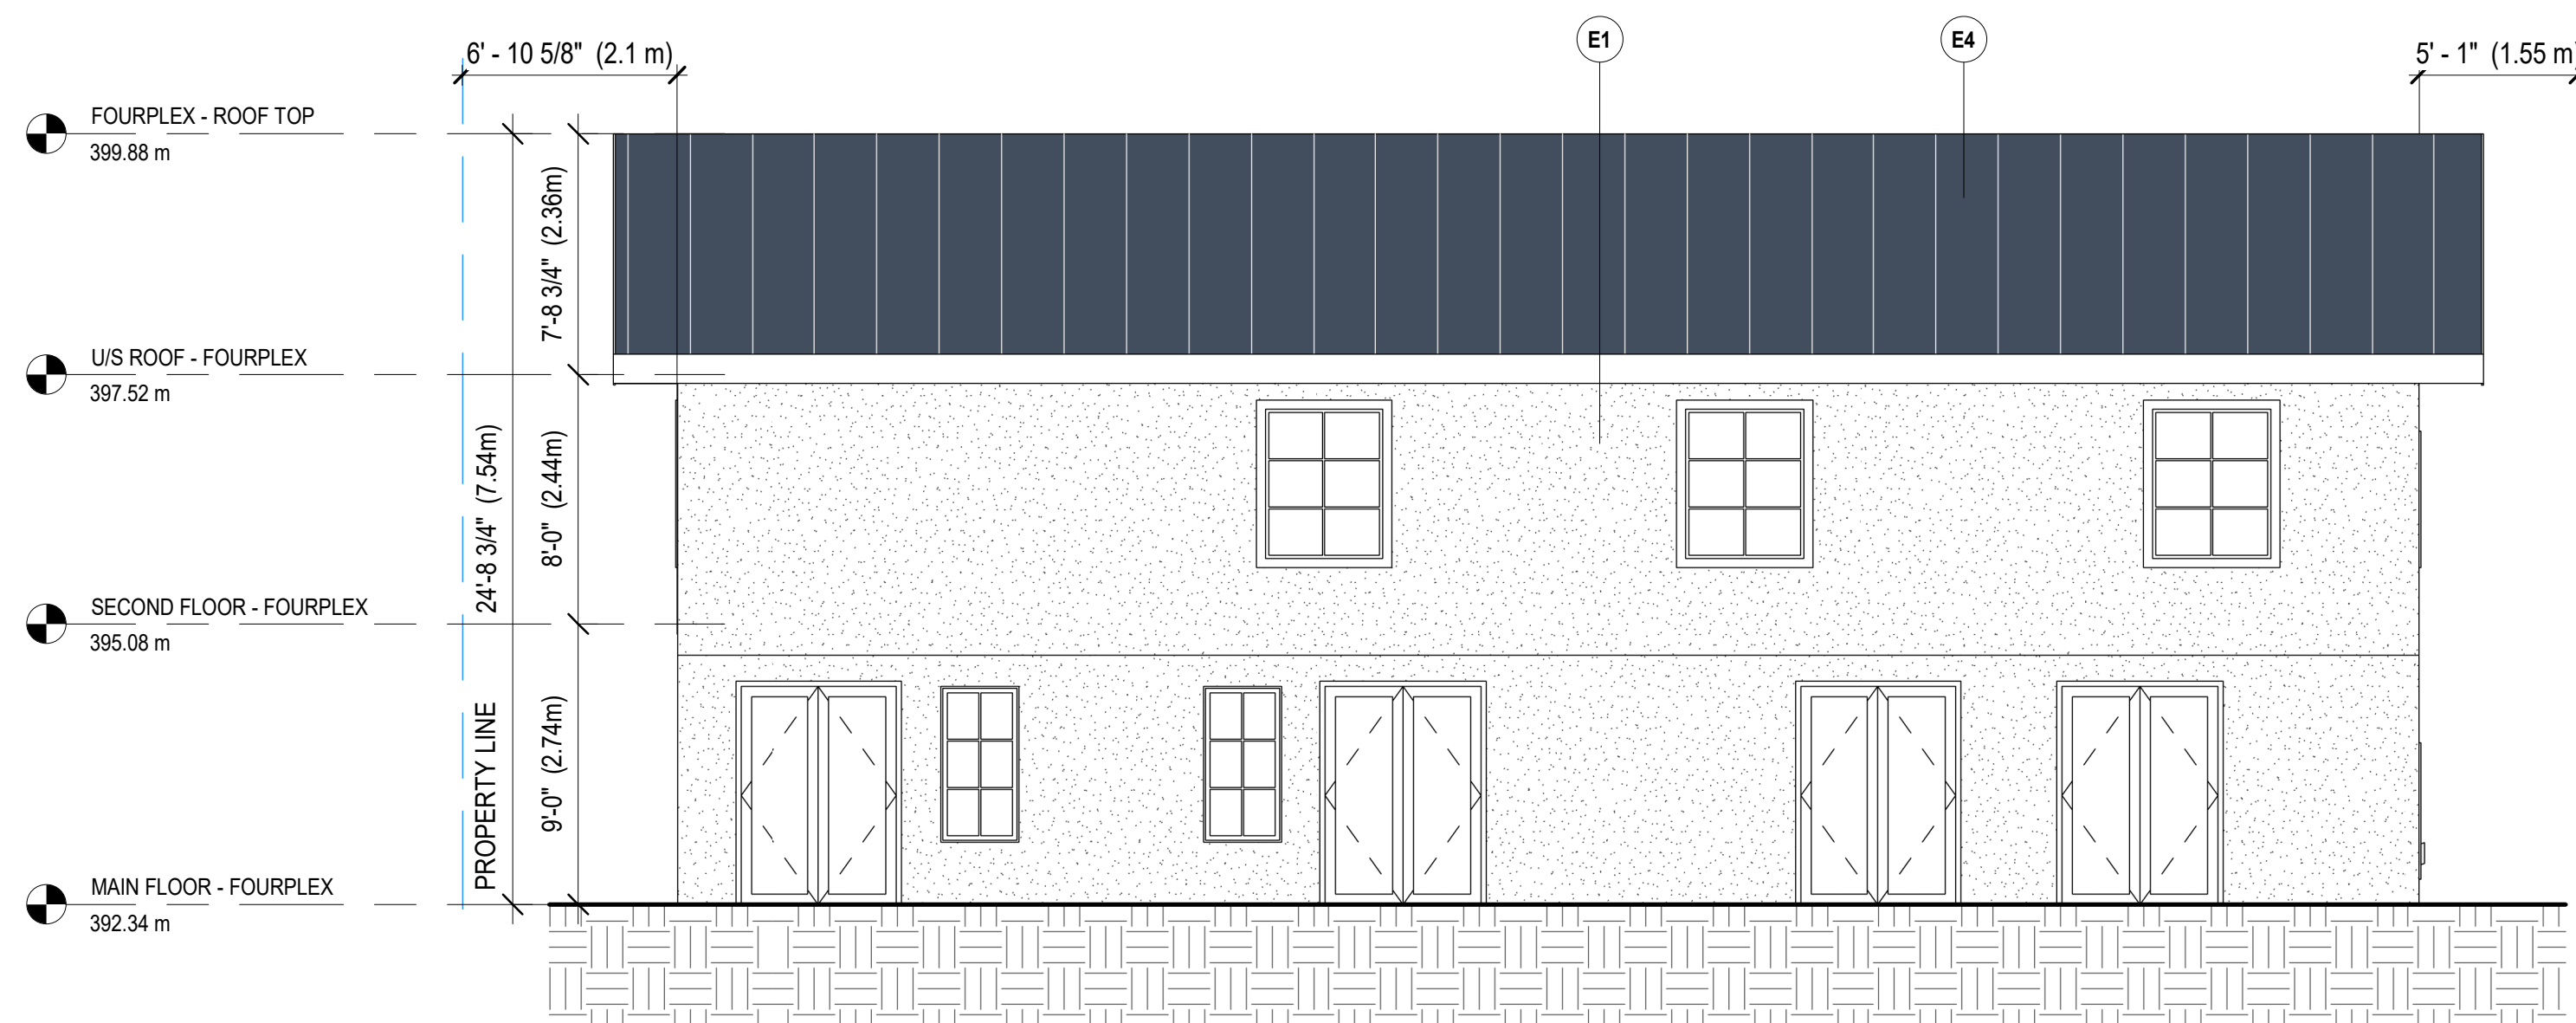 6' - 10 5/8" (2.1 m)
E1
E4
5' - 1" (1.55 m)
FOURPLEX - ROOF TOP
399.88 m
7'-8 3/4" (2.36m)
U/S ROOF - FOURPLEX
397.52 m
24'-8 3/4" (7.54m)
8'-0" (2.44m)
SECOND FLOOR - FOURPLEX
395.08 m
PROPERTY LINE
9'-0" (2.74m)
MAIN FLOOR - FOURPLEX
392.34 m